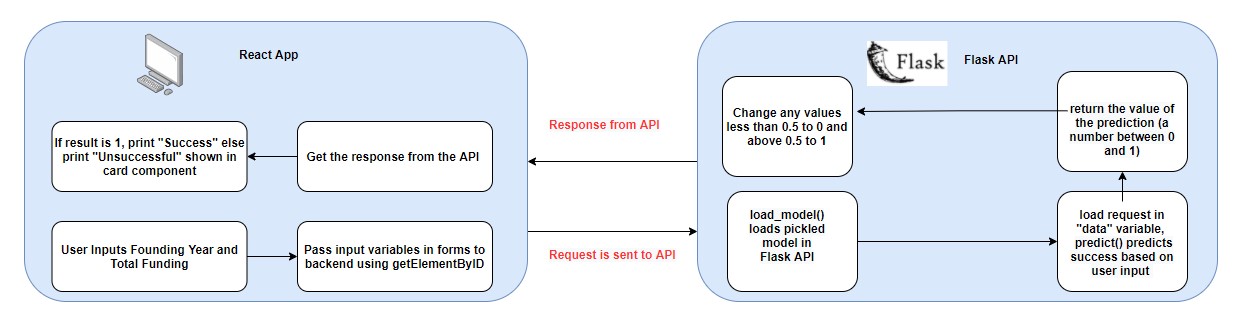 React App
If result is 1, print "Success" else
print "Unsuccessful" shown in
card component
Get the response from the API
User Inputs Founding Year and
Total Funding
Pass input variables in forms to
backend using getElementByID
Response from API
Request is sent to API
Flask
Flask API
Change any values
less than 0.5 to 0 and
above 0.5 to 1
return the value of
the prediction (a
number between 0
and 1)
load_model()
loads pickled
model in
Flask API
load request in
"data" variable,
predict() predicts
success based on
user input